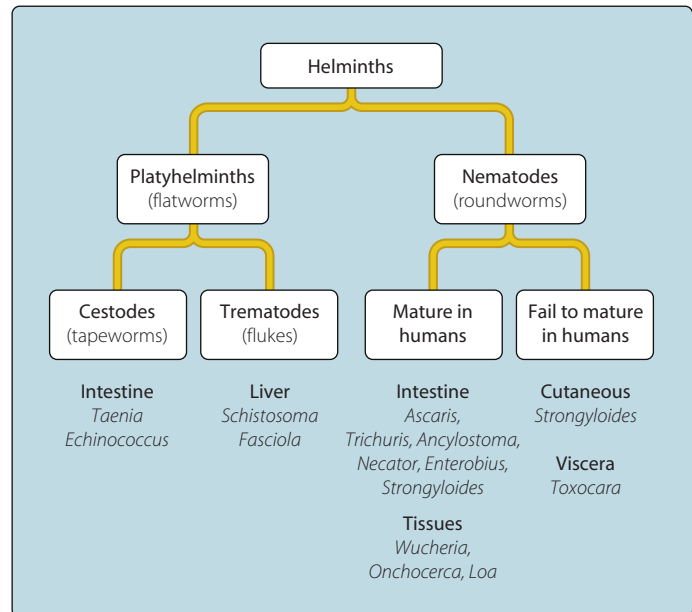 Helminths
Platyhelminths
(flatworms)
Nematodes
(roundworms)
Cestodes
(tapeworms)
Trematodes
(flukes)
Mature in
humans
Fail to mature
in humans
Intestine
Taenia
Echinococcus
Liver
Schistosoma
Fasciola
Intestine
Ascaris,
Trichuris, Ancylostoma,
Necator, Enterobius,
Strongyloides
Tissues
Wucheria,
Onchocerca, Loa
Cutaneous
Strongyloides
Viscera
Toxocara